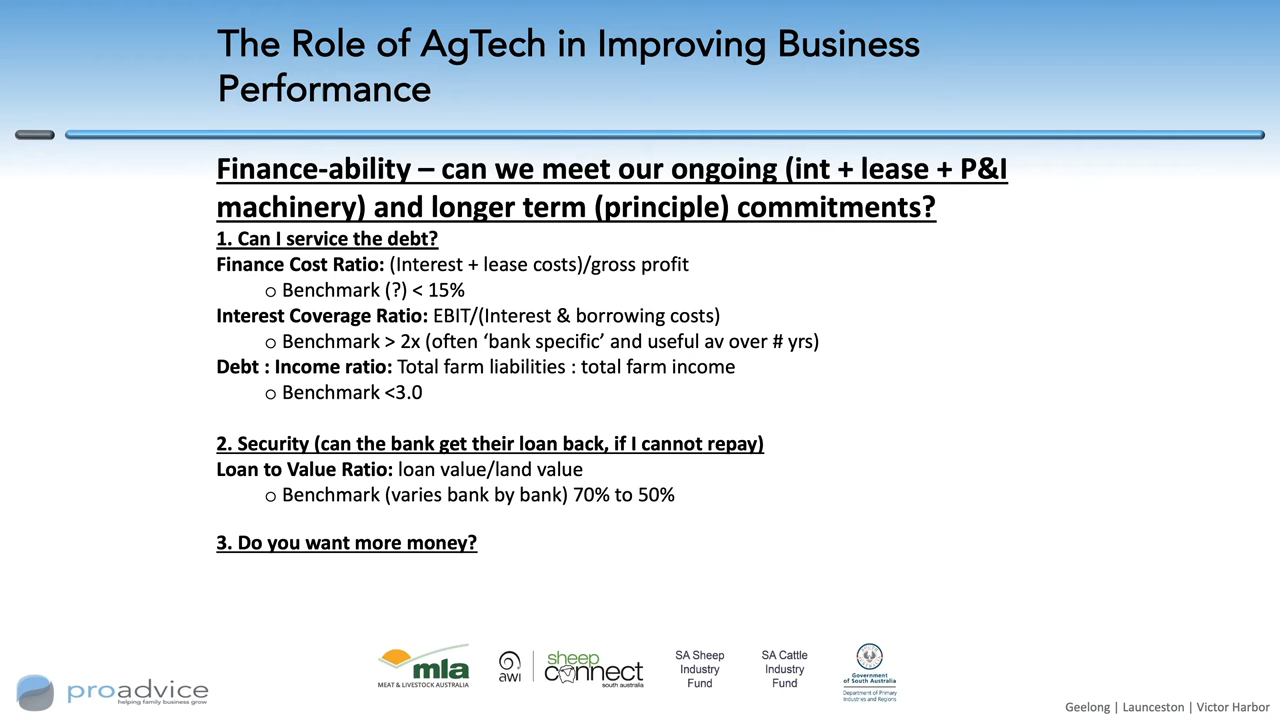 The Role of AgTech in Improving Business
Performance
Finance-ability – can we meet our ongoing (int + lease + P&I
machinery) and longer term (principle) commitments?
1. Can I service the debt?
Finance Cost Ratio: (Interest + lease costs)/gross profit
o Benchmark (?) < 15%
Interest Coverage Ratio: EBIT/(Interest & borrowing costs)
o Benchmark > 2x (often ‘bank specific’ and useful av over # yrs)
Debt : Income ratio: Total farm liabilities : total farm income
o Benchmark <3.0
2. Security (can the bank get their loan back, if I cannot repay)
Loan to Value Ratio: loan value/land value
o Benchmark (varies bank by bank) 70% to 50%
3. Do you want more money?
proadvice
helping family business grow
mla
MEAT & LIVESTOCK AUSTRALIA
awi
sheep
connect
south australia
SA Sheep
Industry
Fund
SA Cattle
Industry
Fund
Government
of South Australia
Department of Primary
Industries and Regions
Geelong | Launceston | Victor Harbor